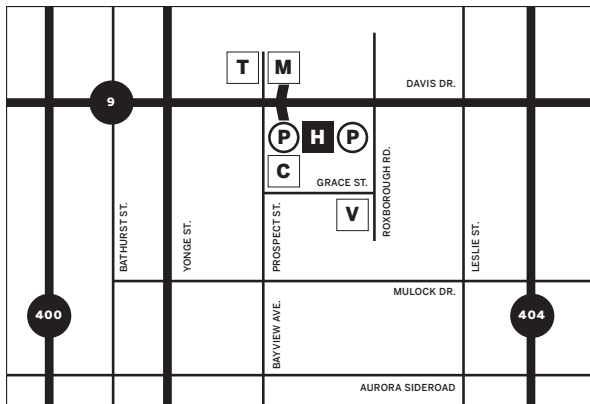 T
M
DAVIS DR.
9
P
H
P
C
GRACE ST.
V
BATHURST ST.
YONGE ST.
PROSPECT ST.
ROXBOROUGH RD.
LESLIE ST.
MULOCK DR.
400
404
BAYVIEW AVE.
AURORA SIDEROAD